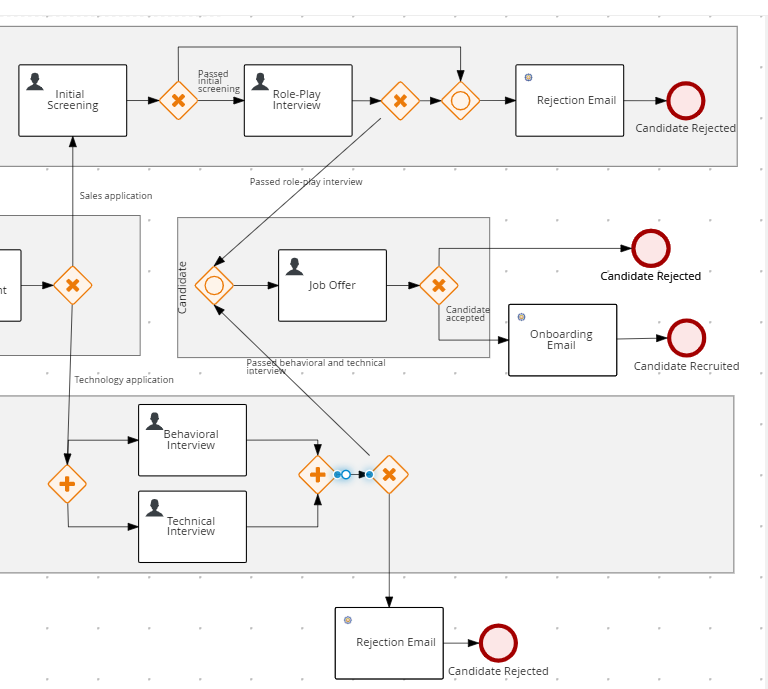 Passed
initial
screening
Initial
Screening
Role-Play
Interview
Rejection Email
Candidate Rejected
Passed role-play interview
Sales application
Candidate
nt
Job Offer
Candidate Rejected
Candidate
accepted
Onboarding
Email
Candidate Recruited
Passed behavioral and technical
interview
Technology application
Behavioral
Interview
Technical
Interview
Rejection Email
Candidate Rejected